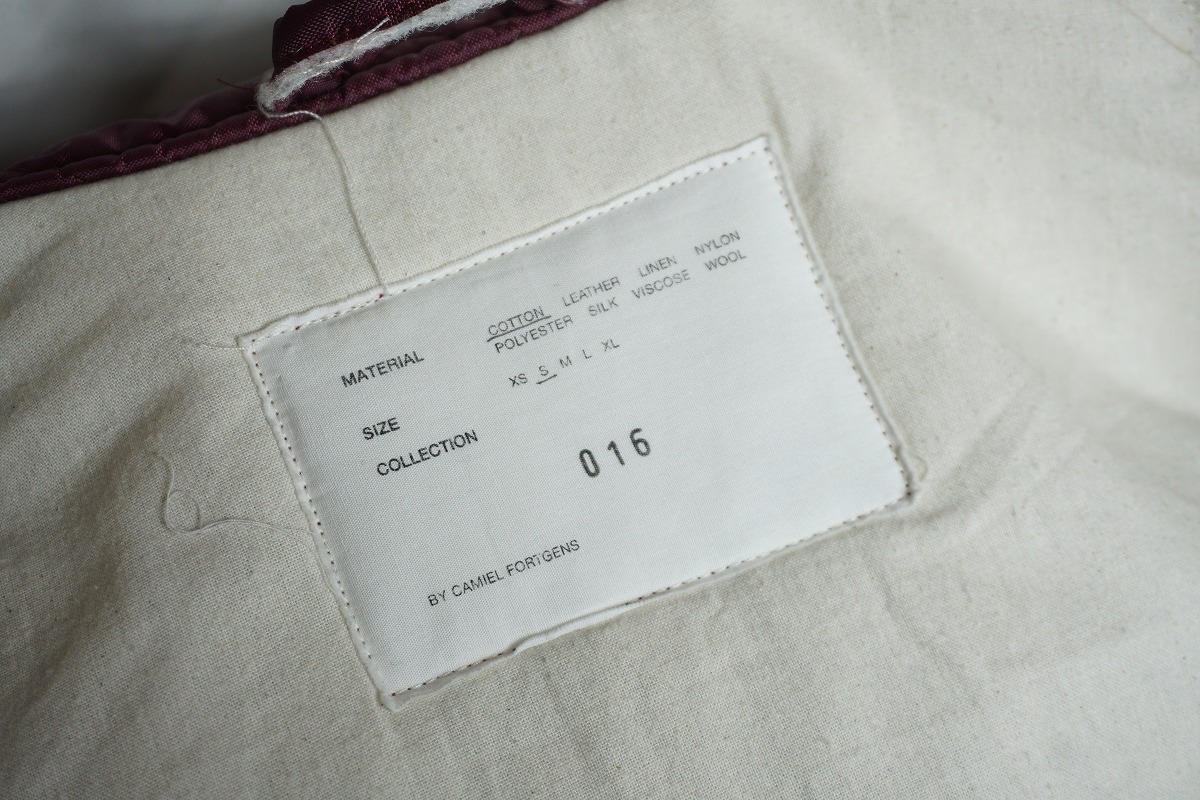 MATERIAL COTTON LEATHER LINEN NYLON
POLYESTER SILK VISCOSE WOOL
SIZE XS S M L XL
COLLECTION 016
BY CAMIEL FORTGENS